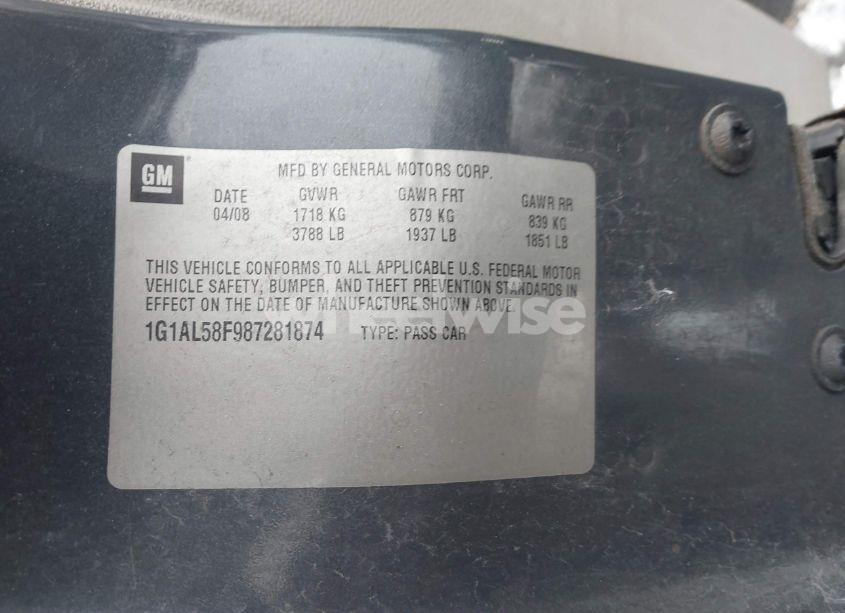 GM
MFD BY GENERAL MOTORS CORP.
DATE GVWR GAWR FRT GAWR RR
04/08 1718 KG 879 KG 839 KG
3788 LB 1937 LB 1851 LB
THIS VEHICLE CONFORMS TO ALL APPLICABLE U.S. FEDERAL MOTOR
VEHICLE SAFETY, BUMPER, AND THEFT PREVENTION STANDARDS IN
EFFECT ON THE DATE OF MANUFACTURE SHOWN ABOVE.
1G1AL58F987281874 TYPE: PASS CAR